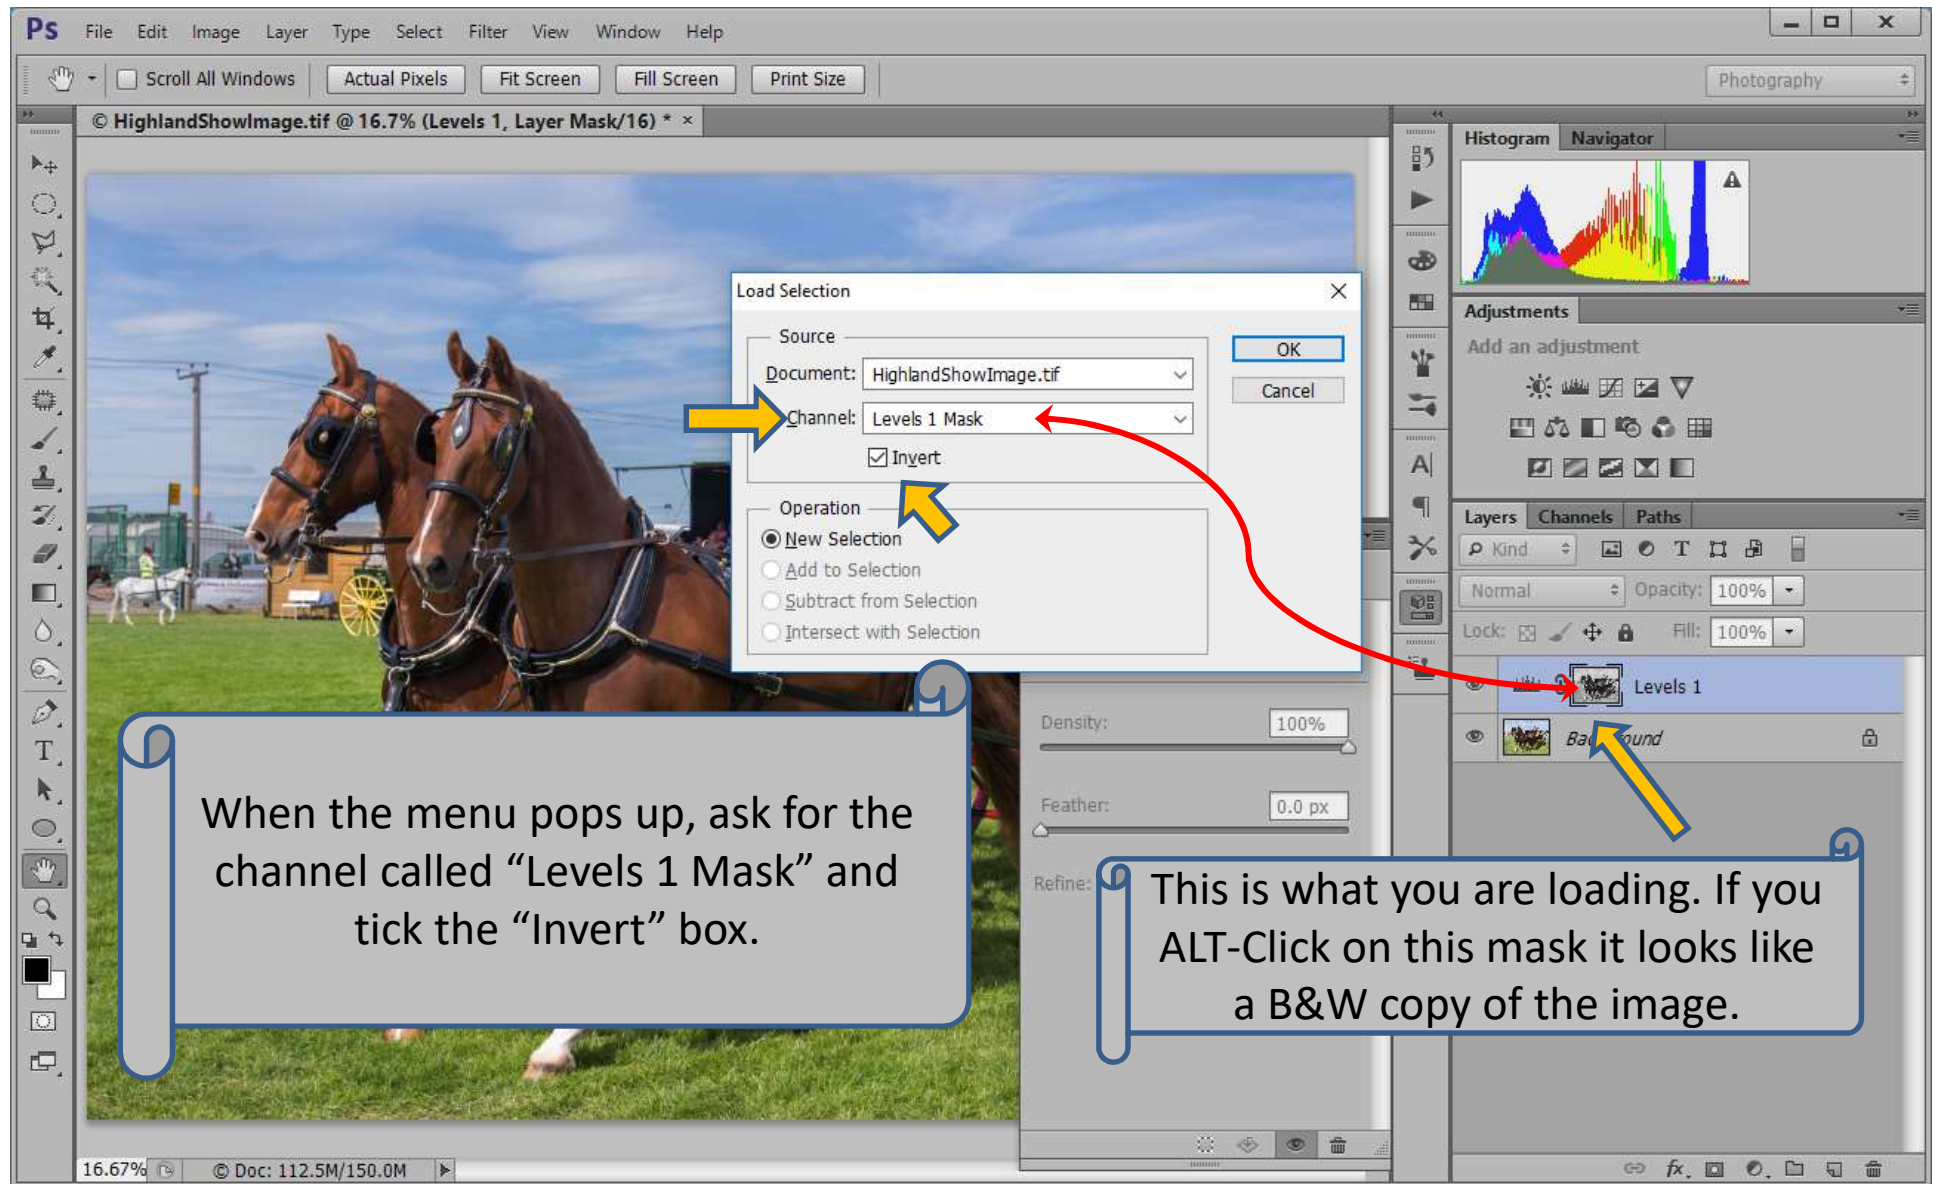 Ps File Edit Image Layer Type Select Filter View Window Help
Scroll All Windows Actual Pixels Fit Screen Fill Screen Print Size Photography
© HighlandShowImage.tif @ 16.7% (Levels 1, Layer Mask/16) * ×
Histogram Navigator
Load Selection
Source
Document: HighlandShowImage.tif
Channel: Levels 1 Mask
Invert
OK
Cancel
Operation
New Selection
Add to Selection
Subtract from Selection
Intersect with Selection
Adjustments
Add an adjustment
Layers Channels Paths
Kind
Normal Opacity: 100%
Lock: Fill: 100%
Levels 1
Background
Density: 100%
Feather: 0.0 px
Refine:
When the menu pops up, ask for the
channel called “Levels 1 Mask” and
tick the “Invert” box.
This is what you are loading. If you
ALT-Click on this mask it looks like
a B&W copy of the image.
16.67% © Doc: 112.5M/150.0M